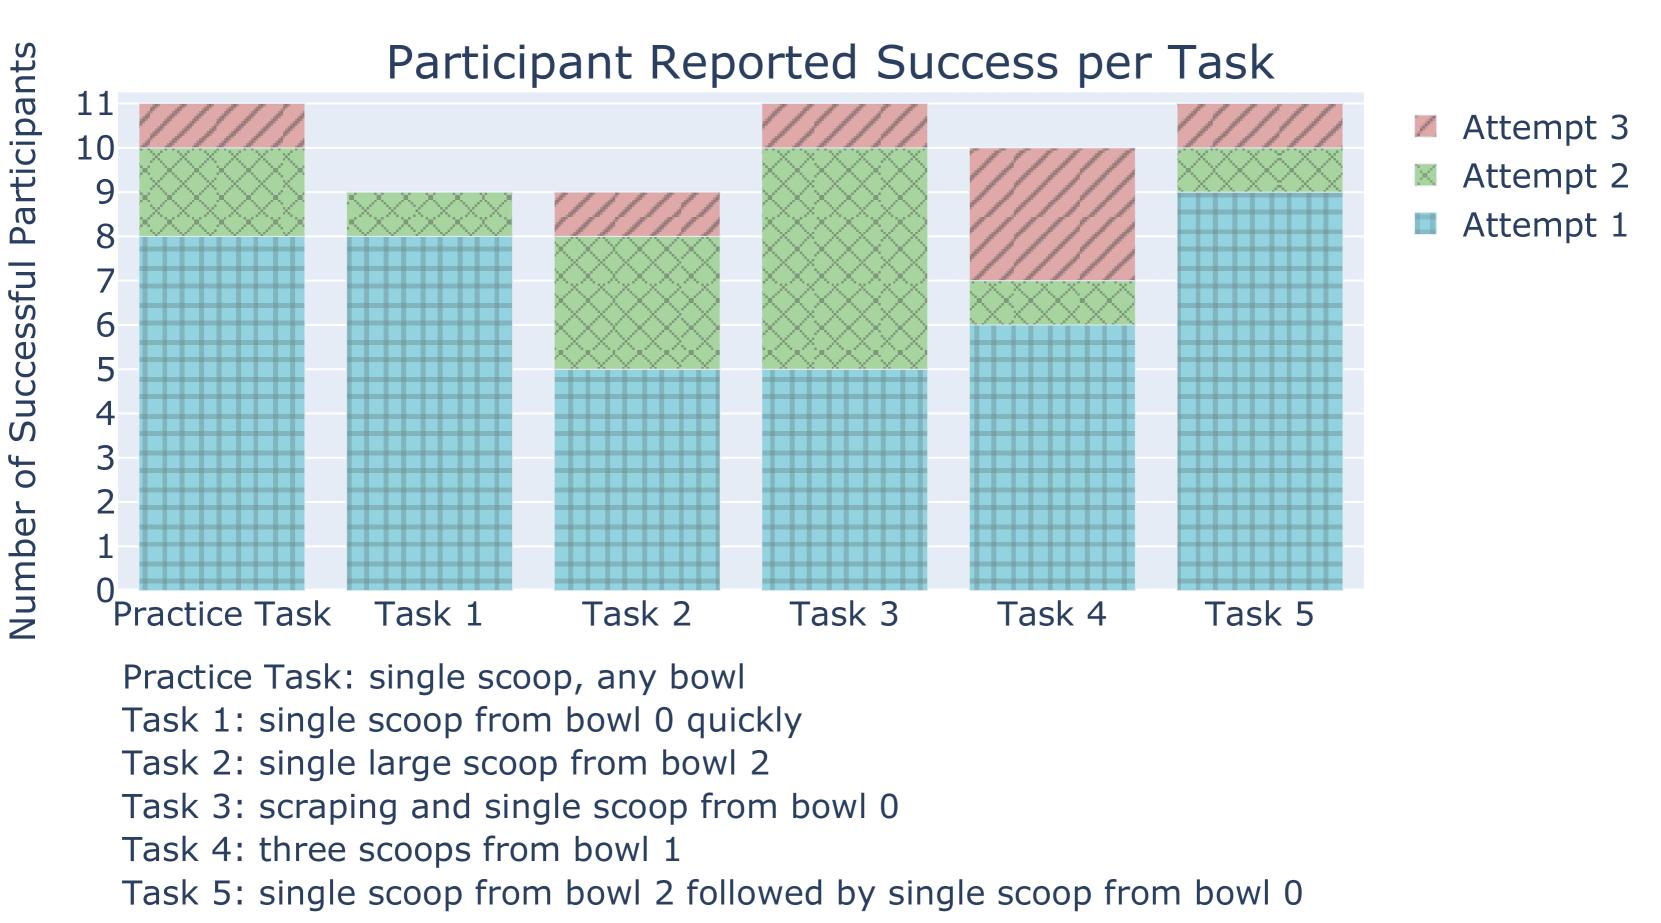 Participant Reported Success per Task
Number of Successful Participants
11
10
9
8
7
6
5
4
3
2
1
0
Practice Task Task 1 Task 2 Task 3 Task 4 Task 5
Attempt 3
Attempt 2
Attempt 1
Practice Task: single scoop, any bowl
Task 1: single scoop from bowl 0 quickly
Task 2: single large scoop from bowl 2
Task 3: scraping and single scoop from bowl 0
Task 4: three scoops from bowl 1
Task 5: single scoop from bowl 2 followed by single scoop from bowl 0